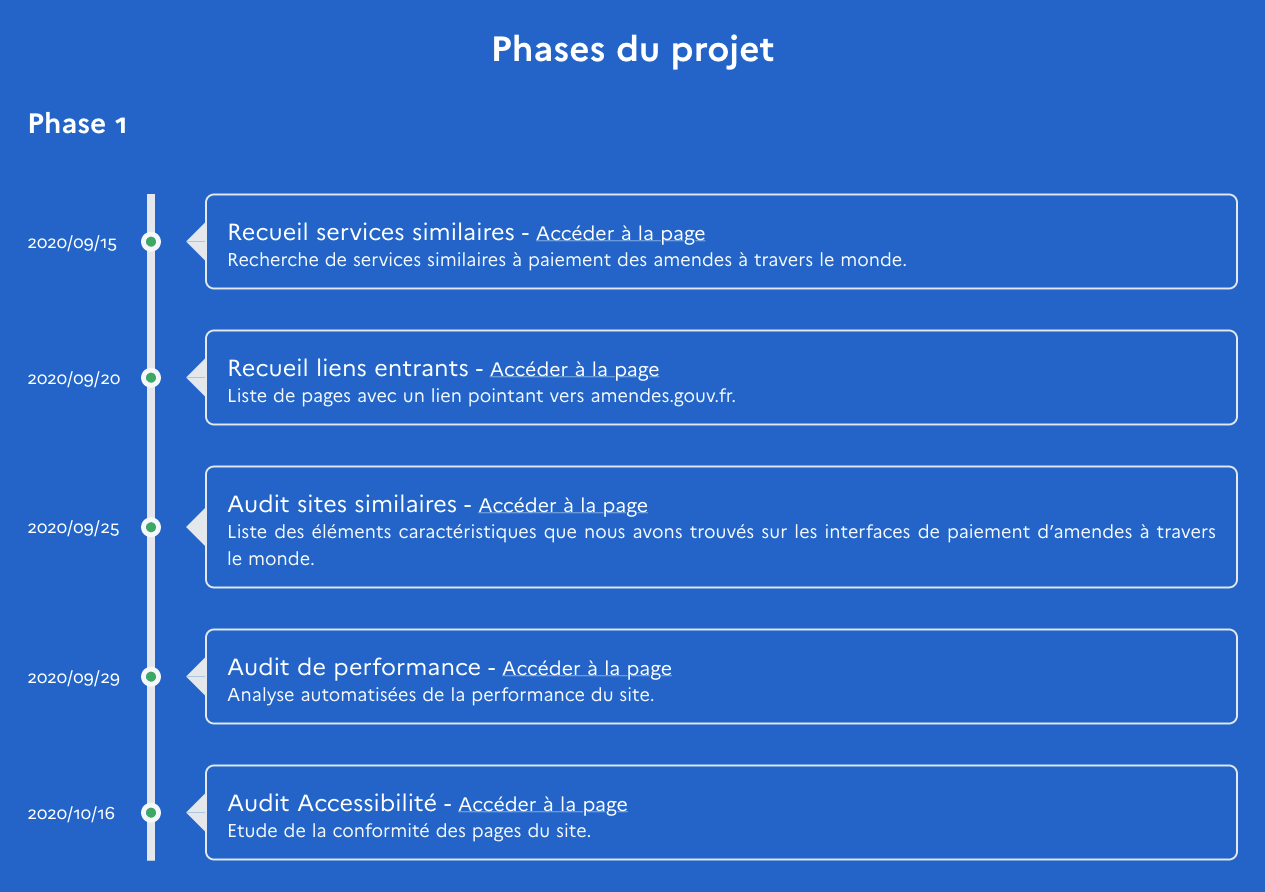 Phases du projet
Phase 1
2020/09/15
Recueil services similaires - Accéder à la page
Recherche de services similaires à paiement des amendes à travers le monde.
2020/09/20
Recueil liens entrants - Accéder à la page
Liste de pages avec un lien pointant vers amendes.gouv.fr.
2020/09/25
Audit sites similaires - Accéder à la page
Liste des éléments caractéristiques que nous avons trouvés sur les interfaces de paiement d’amendes à travers
le monde.
2020/09/29
Audit de performance - Accéder à la page
Analyse automatisées de la performance du site.
2020/10/16
Audit Accessibilité - Accéder à la page
Etude de la conformité des pages du site.